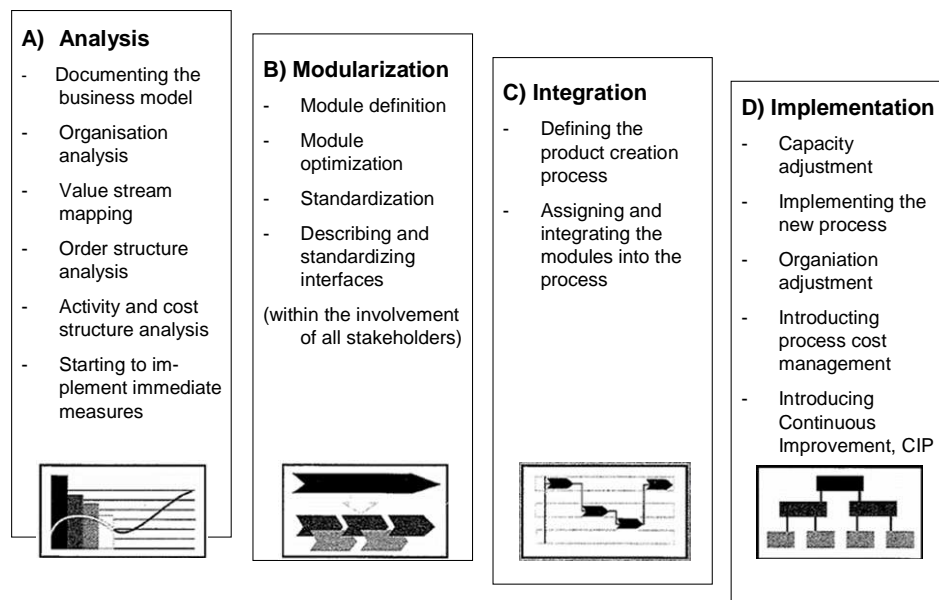 A) Analysis
- Documenting the
business model
- Organisation
analysis
- Value stream
mapping
- Order structure
analysis
- Activity and cost
structure analysis
- Starting to im-
plement immediate
measures
B) Modularization
- Module definition
- Module
optimization
- Standardization
- Describing and
standardizing
interfaces
(within the involvement
of all stakeholders)
C) Integration
- Defining the
product creation
process
- Assigning and
integrating the
modules into the
process
D) Implementation
- Capacity
adjustment
- Implementing the
new process
- Organiation
adjustment
- Introducting
process cost
management
- Introducing
Continuous
Improvement, CIP